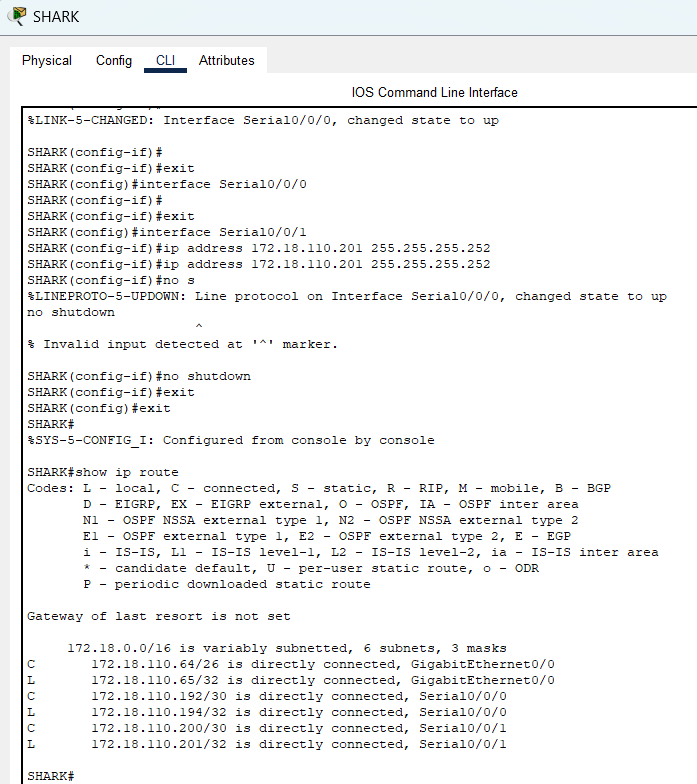 SHARK
Physical Config CLI Attributes
IOS Command Line Interface
%LINK-5-CHANGED: Interface Serial0/0/0, changed state to up
SHARK(config-if)#
SHARK(config-if)#exit
SHARK(config)#interface Serial0/0/0
SHARK(config-if)#
SHARK(config-if)#exit
SHARK(config)#interface Serial0/0/1
SHARK(config-if)#ip address 172.18.110.201 255.255.255.252
SHARK(config-if)#ip address 172.18.110.201 255.255.255.252
SHARK(config-if)#no s
%LINEPROTO-5-UPDOWN: Line protocol on Interface Serial0/0/0, changed state to up
no shutdown
^
% Invalid input detected at '^' marker.
SHARK(config-if)#no shutdown
SHARK(config-if)#exit
SHARK(config)#exit
SHARK#
%SYS-5-CONFIG_I: Configured from console by console
SHARK#show ip route
Codes: L - local, C - connected, S - static, R - RIP, M - mobile, B - BGP
D - EIGRP, EX - EIGRP external, O - OSPF, IA - OSPF inter area
N1 - OSPF NSSA external type 1, N2 - OSPF NSSA external type 2
E1 - OSPF external type 1, E2 - OSPF external type 2, E - EGP
i - IS-IS, L1 - IS-IS level-1, L2 - IS-IS level-2, ia - IS-IS inter area
* - candidate default, U - per-user static route, o - ODR
P - periodic downloaded static route
Gateway of last resort is not set
172.18.0.0/16 is variably subnetted, 6 subnets, 3 masks
C 172.18.110.64/26 is directly connected, GigabitEthernet0/0
L 172.18.110.65/32 is directly connected, GigabitEthernet0/0
C 172.18.110.192/30 is directly connected, Serial0/0/0
L 172.18.110.194/32 is directly connected, Serial0/0/0
C 172.18.110.200/30 is directly connected, Serial0/0/1
L 172.18.110.201/32 is directly connected, Serial0/0/1
SHARK#